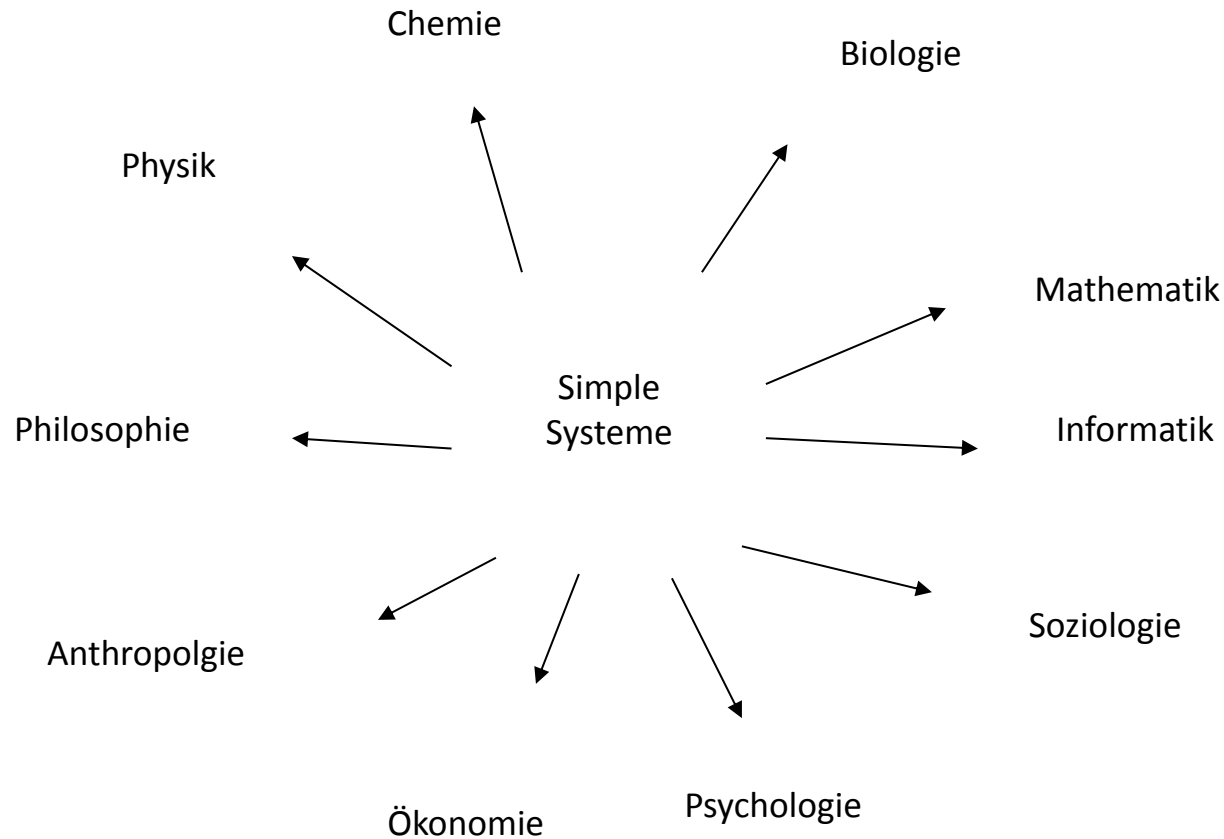 Chemie
Biologie
Physik
Mathematik
Simple
Systeme
Philosophie
Informatik
Anthropolgie
Soziologie
Ökonomie
Psychologie